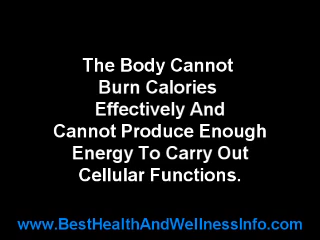 The Body Cannot
Burn Calories
Effectively And
Cannot Produce Enough
Energy To Carry Out
Cellular Functions.
www.BestHealthAndWellnessInfo.com